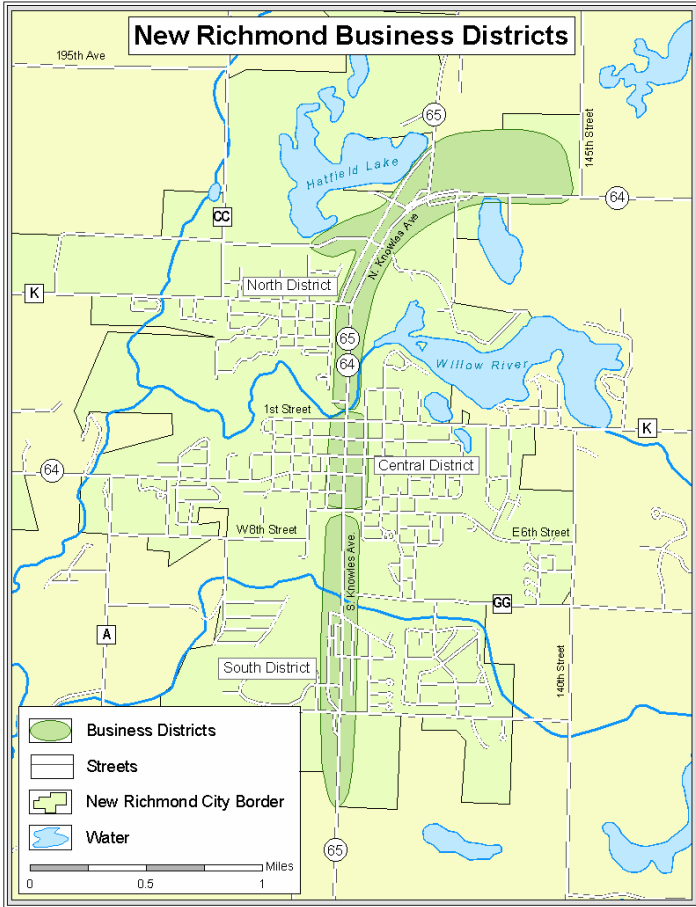 New Richmond Business Districts
195th Ave
65
145th Street
Hatfield Lake
64
CC
N. Knowles Ave
North District
K
65
64
Willow River
1st Street
K
64
Central District
W8th Street
E6th Street
S. Knowles Ave.
GG
A
South District
140th Street
Business Districts
Streets
New Richmond City Border
Water
Miles
0 0.5 1
65